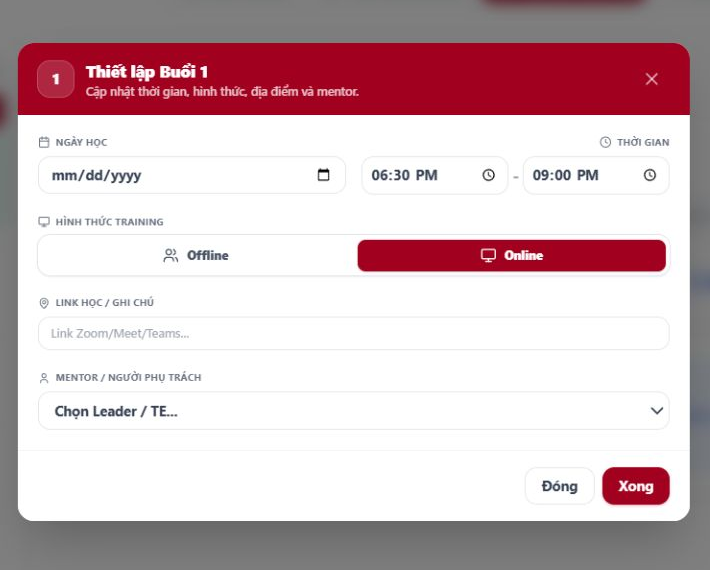 1
Thiết lập Buổi 1
Cập nhật thời gian, hình thức, địa điểm và mentor.
NGÀY HỌC
THỜI GIAN
mm/dd/yyyy
06:30 PM - 09:00 PM
HÌNH THỨC TRAINING
Offline
Online
LINK HỌC / GHI CHÚ
Link Zoom/Meet/Teams...
MENTOR / NGƯỜI PHỤ TRÁCH
Chọn Leader / TE...
Đóng
Xong